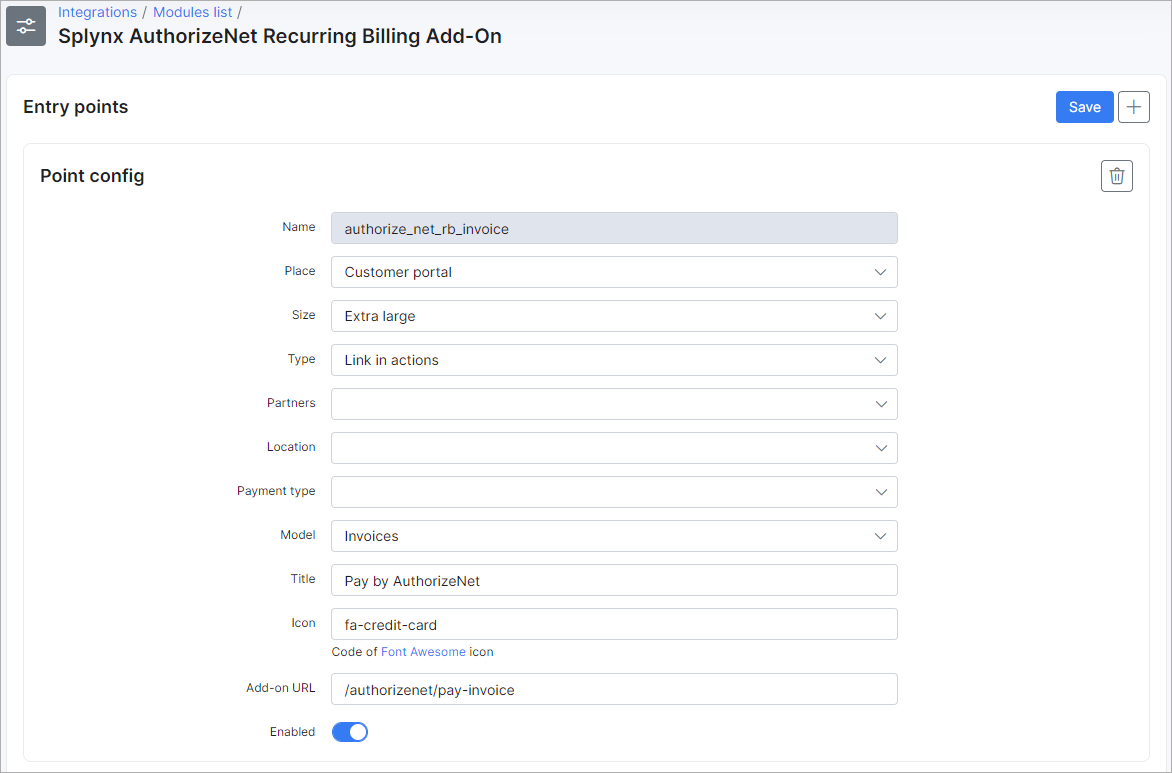 Integrations / Modules list /
Splynx AuthorizeNet Recurring Billing Add-On
Entry points
Save
Point config
Name authorize_net_rb_invoice
Place Customer portal
Size Extra large
Type Link in actions
Partners
Location
Payment type
Model Invoices
Title Pay by AuthorizeNet
Icon fa-credit-card
Code of Font Awesome icon
Add-on URL /authorizenet/pay-invoice
Enabled